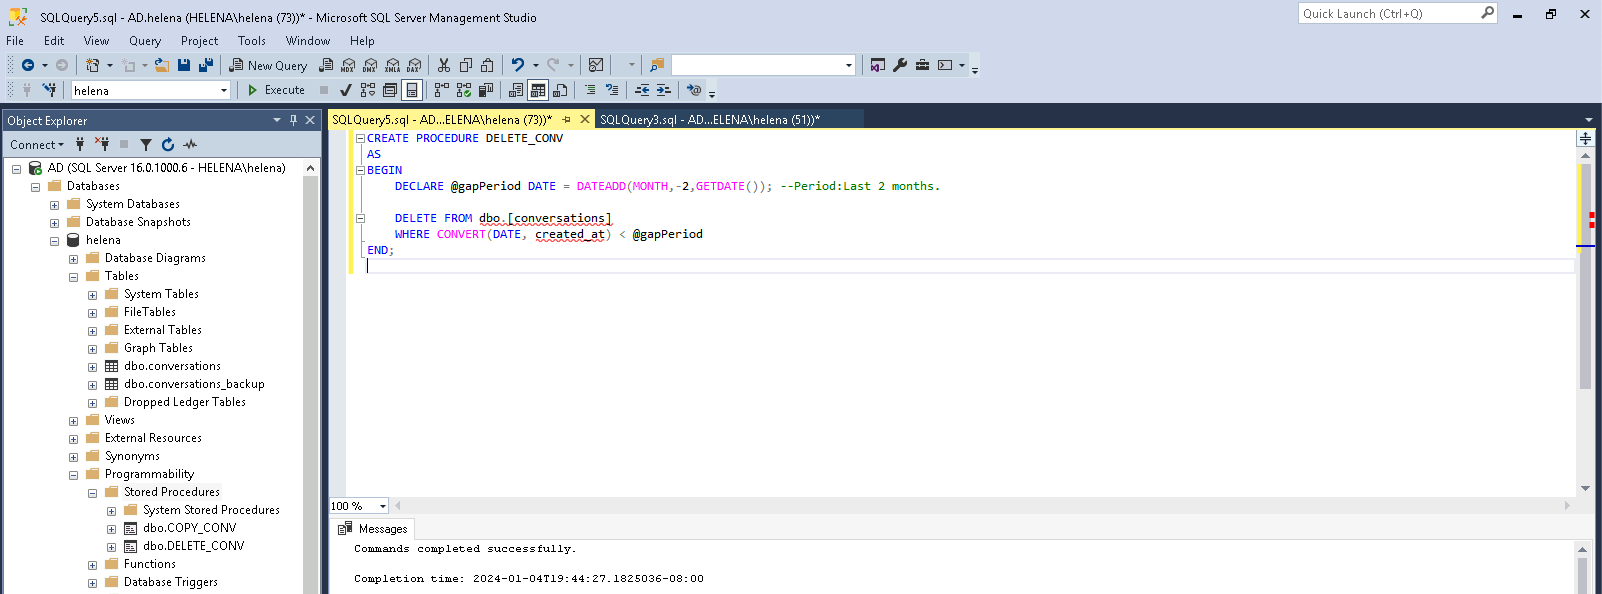 SQLQuery5.sql - AD.helena (HELENA\helena (73))* - Microsoft SQL Server Management Studio
Quick Launch (Ctrl+Q)
File Edit View Query Project Tools Window Help
New Query MDX DMX XMLA DAX
helena Execute
Object Explorer
SQLQuery5.sql - AD...ELENA\helena (73))* SQLQuery3.sql - AD...ELENA\helena (51))*
Connect
AD (SQL Server 16.0.1000.6 - HELENA\helena)
Databases
System Databases
Database Snapshots
helena
Database Diagrams
Tables
System Tables
FileTables
External Tables
Graph Tables
dbo.conversations
dbo.conversations_backup
Dropped Ledger Tables
Views
External Resources
Synonyms
Programmability
Stored Procedures
System Stored Procedures
dbo.COPY_CONV
dbo.DELETE_CONV
Functions
Database Triggers
CREATE PROCEDURE DELETE_CONV
AS
BEGIN
DECLARE @gapPeriod DATE = DATEADD(MONTH,-2,GETDATE()); --Period:Last 2 months.
DELETE FROM dbo.[conversations]
WHERE CONVERT(DATE, created_at) < @gapPeriod
END;
100 %
Messages
Commands completed successfully.
Completion time: 2024-01-04T19:44:27.1825036-08:00